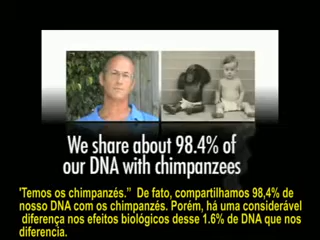 We share about 98.4% of
our DNA with chimpanzees
'Temos os chimpanzés.” De fato, compartilhamos 98,4% de
nosso DNA com os chimpanzés. Porém, há uma considerável
diferença nos efeitos biológicos desse 1.6% de DNA que nos
diferencia.